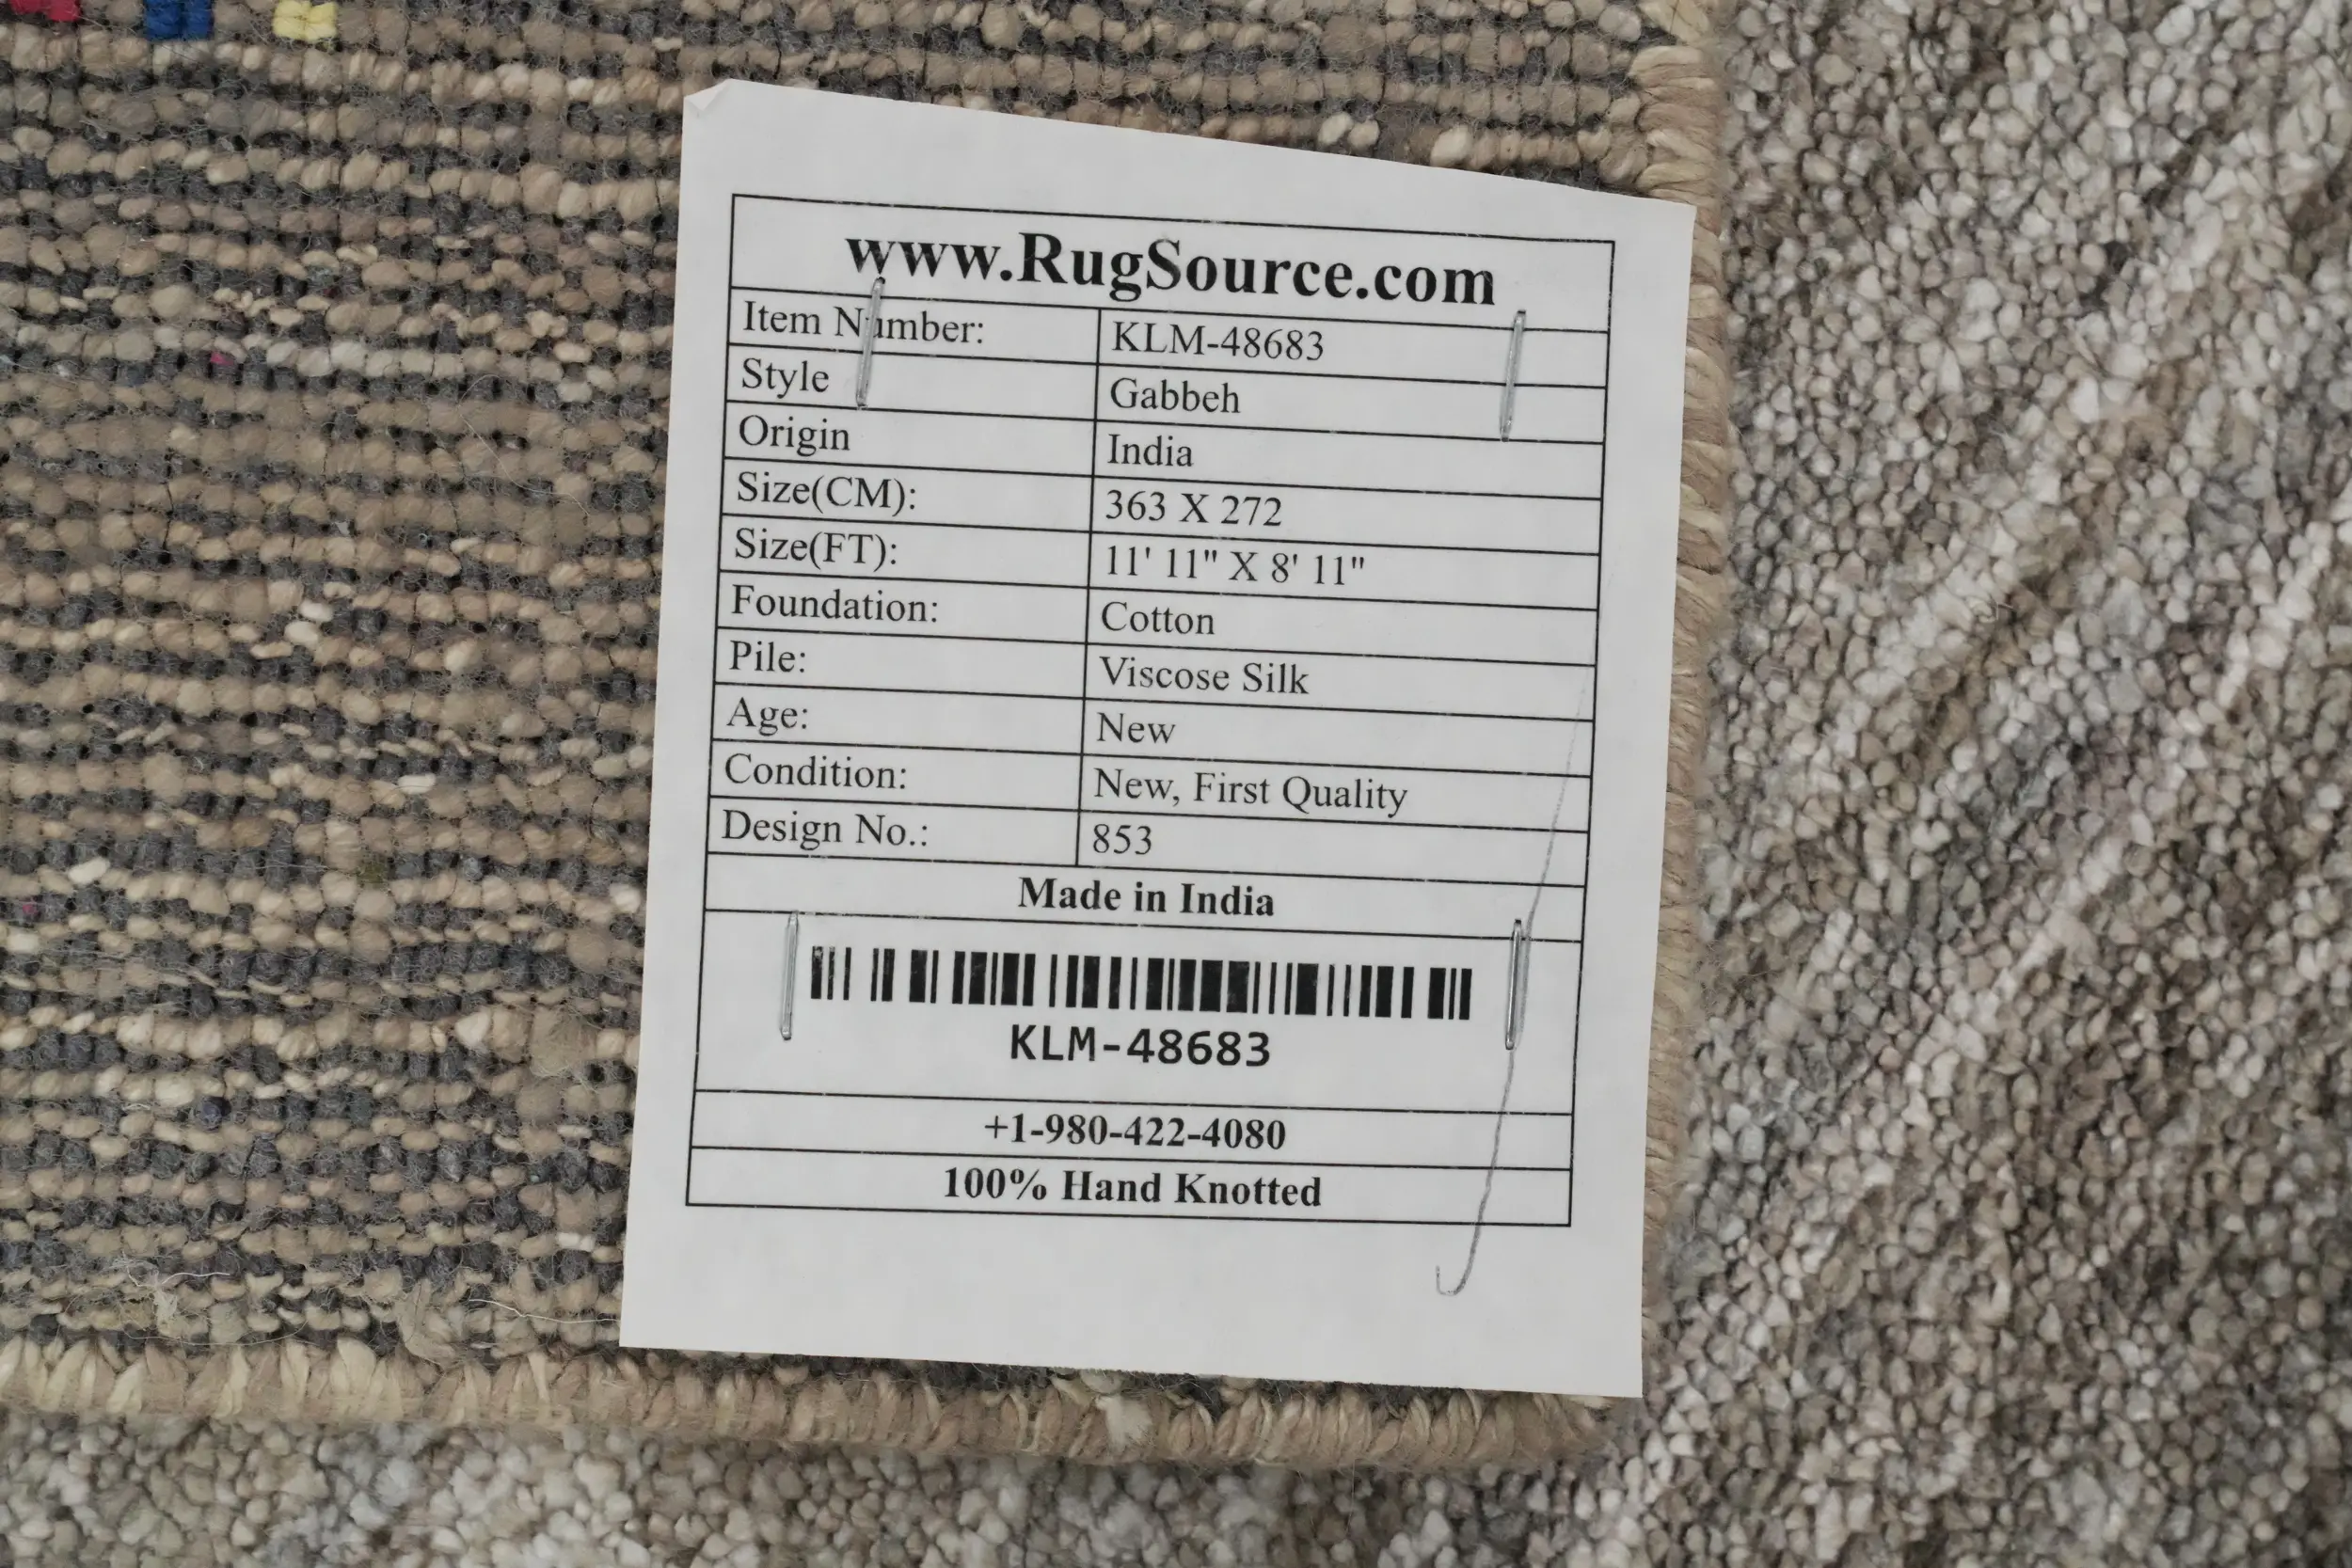 www.RugSource.com
Item Number: KLM-48683
Style Gabbeh
Origin India
Size(CM): 363 X 272
Size(FT): 11' 11" X 8' 11"
Foundation: Cotton
Pile: Viscose Silk
Age: New
Condition: New, First Quality
Design No.: 853
Made in India
KLM-48683
+1-980-422-4080
100% Hand Knotted